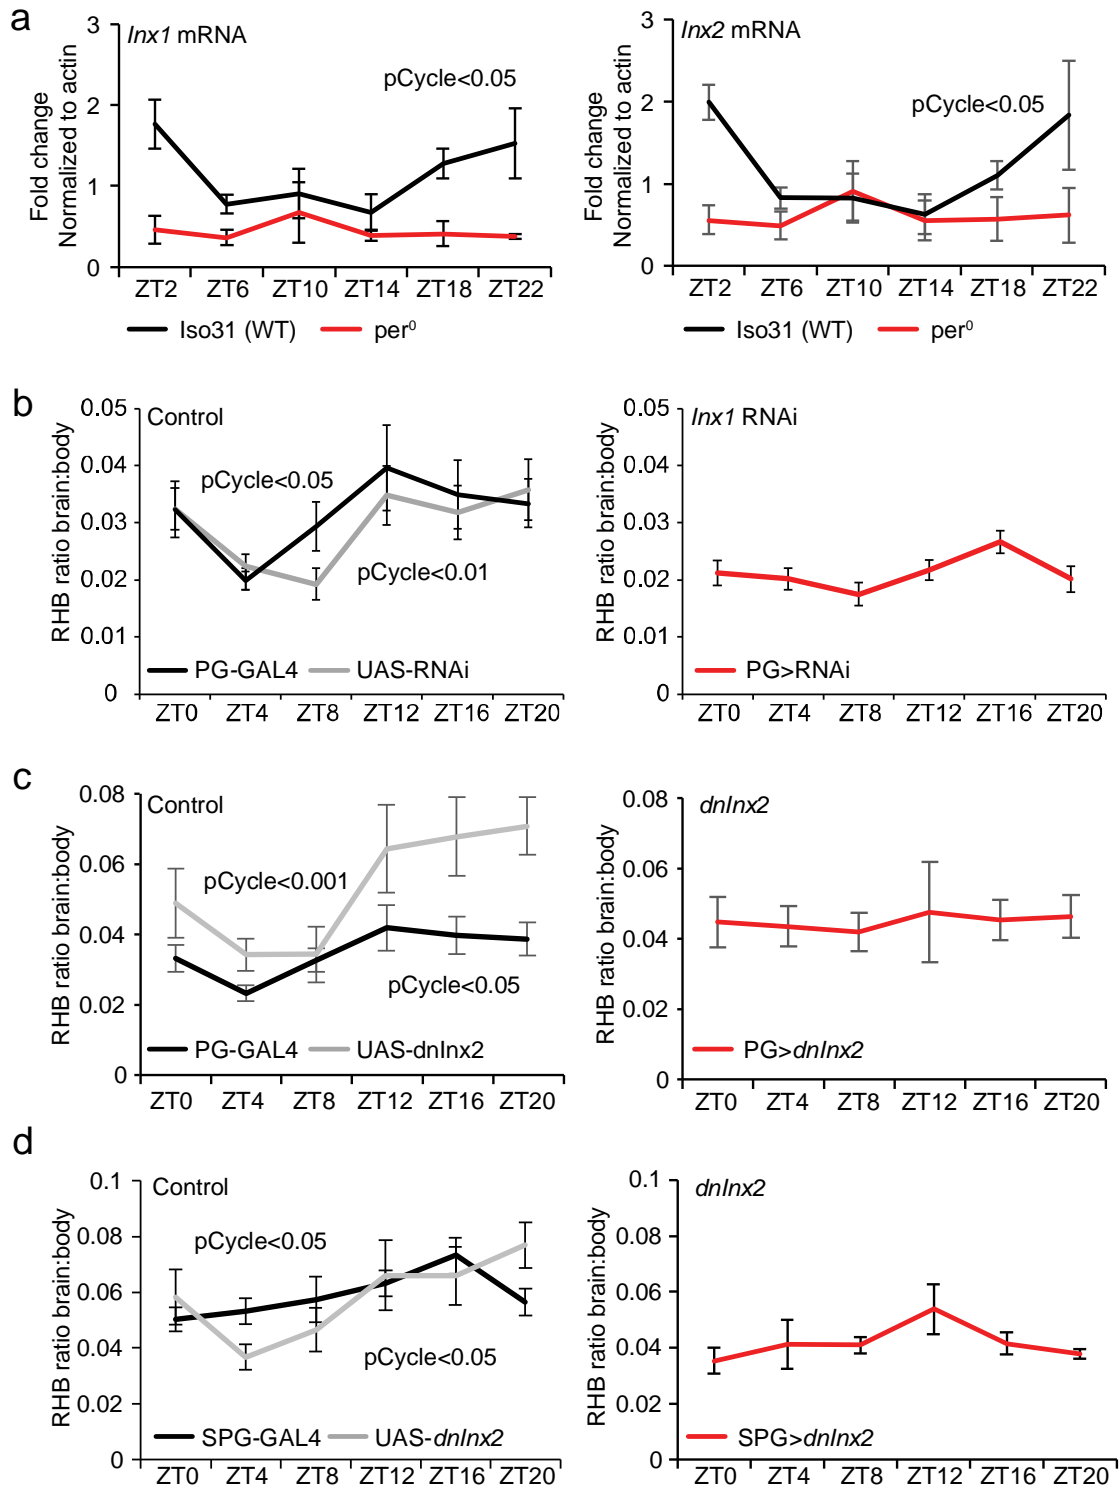 a
Inx1 mRNA
pCycle<0.05
Fold change
Normalized to actin
3
2
1
0
ZT2 ZT6 ZT10 ZT14 ZT18 ZT22
Iso31 (WT) per⁰
Inx2 mRNA
pCycle<0.05
Fold change
Normalized to actin
3
2
1
0
ZT2 ZT6 ZT10 ZT14 ZT18 ZT22
Iso31 (WT) per⁰
b
Control
pCycle<0.05
pCycle<0.01
RHB ratio brain:body
0.05
0.04
0.03
0.02
0.01
0
PG-GAL4 UAS-RNAi
ZT0 ZT4 ZT8 ZT12 ZT16 ZT20
Inx1 RNAi
RHB ratio brain:body
0.05
0.04
0.03
0.02
0.01
0
PG>RNAi
ZT0 ZT4 ZT8 ZT12 ZT16 ZT20
c
Control
pCycle<0.001
pCycle<0.05
RHB ratio brain:body
0.08
0.06
0.04
0.02
0
PG-GAL4 UAS-dnInx2
ZT0 ZT4 ZT8 ZT12 ZT16 ZT20
dnInx2
RHB ratio brain:body
0.08
0.06
0.04
0.02
0
PG>dnInx2
ZT0 ZT4 ZT8 ZT12 ZT16 ZT20
d
Control
pCycle<0.05
pCycle<0.05
RHB ratio brain:body
0.1
0.08
0.06
0.04
0.02
0
SPG-GAL4 UAS-dnInx2
ZT0 ZT4 ZT8 ZT12 ZT16 ZT20
dnInx2
RHB ratio brain:body
0.1
0.08
0.06
0.04
0.02
0
SPG>dnInx2
ZT0 ZT4 ZT8 ZT12 ZT16 ZT20